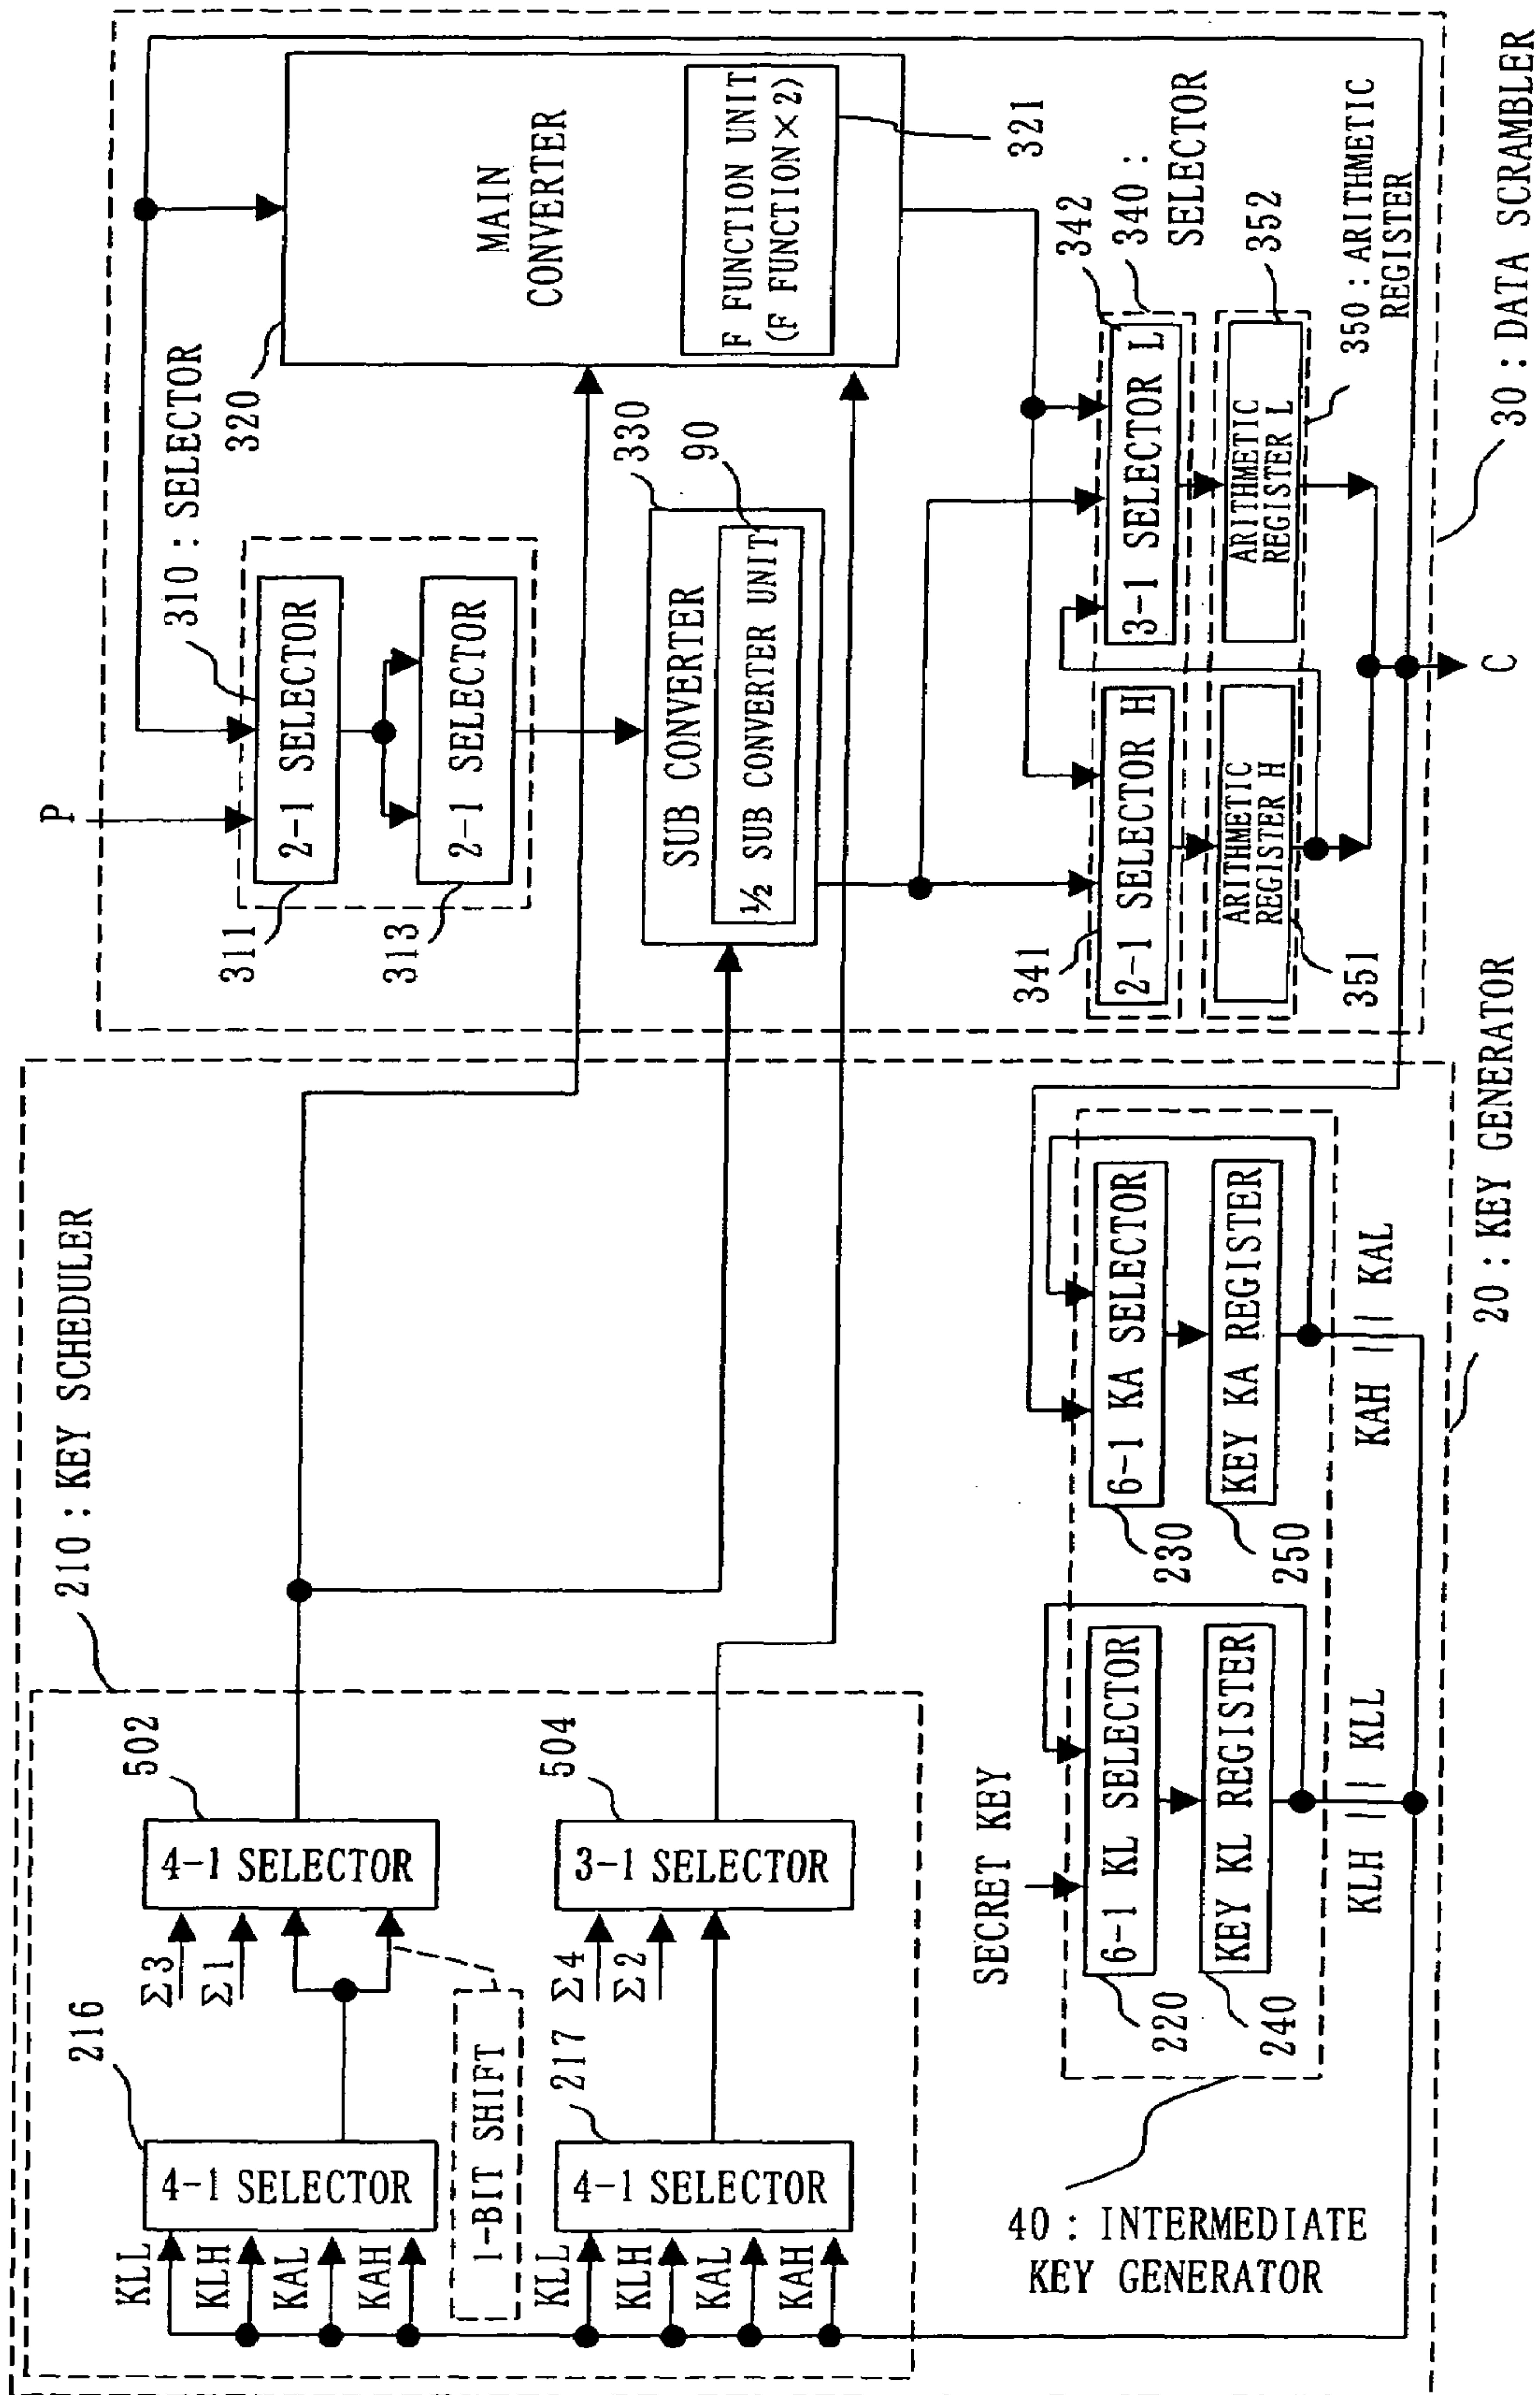 210 : KEY SCHEDULER
216
502
KLL
KLH
KAL
KAH
4-1 SELECTOR
Σ3
Σ1
4-1 SELECTOR
1-BIT SHIFT
217
504
KLL
KLH
KAL
KAH
4-1 SELECTOR
Σ4
Σ2
3-1 SELECTOR
40 : INTERMEDIATE
KEY GENERATOR
SECRET KEY
220
6-1 KL SELECTOR
240
KEY KL REGISTER
KLH || KLL
230
6-1 KA SELECTOR
250
KEY KA REGISTER
KAH || KAL
20 : KEY GENERATOR
P
310 : SELECTOR
311
2-1 SELECTOR
313
2-1 SELECTOR
320
MAIN
CONVERTER
F FUNCTION UNIT
(F FUNCTION×2)
321
330
SUB CONVERTER
90
½ SUB CONVERTER UNIT
341
2-1 SELECTOR H
3-1 SELECTOR L
342
340 :
SELECTOR
351
ARITHMETIC
REGISTER H
ARITHMETIC
REGISTER L
352
350 : ARITHMETIC
REGISTER
C
30 : DATA SCRAMBLER